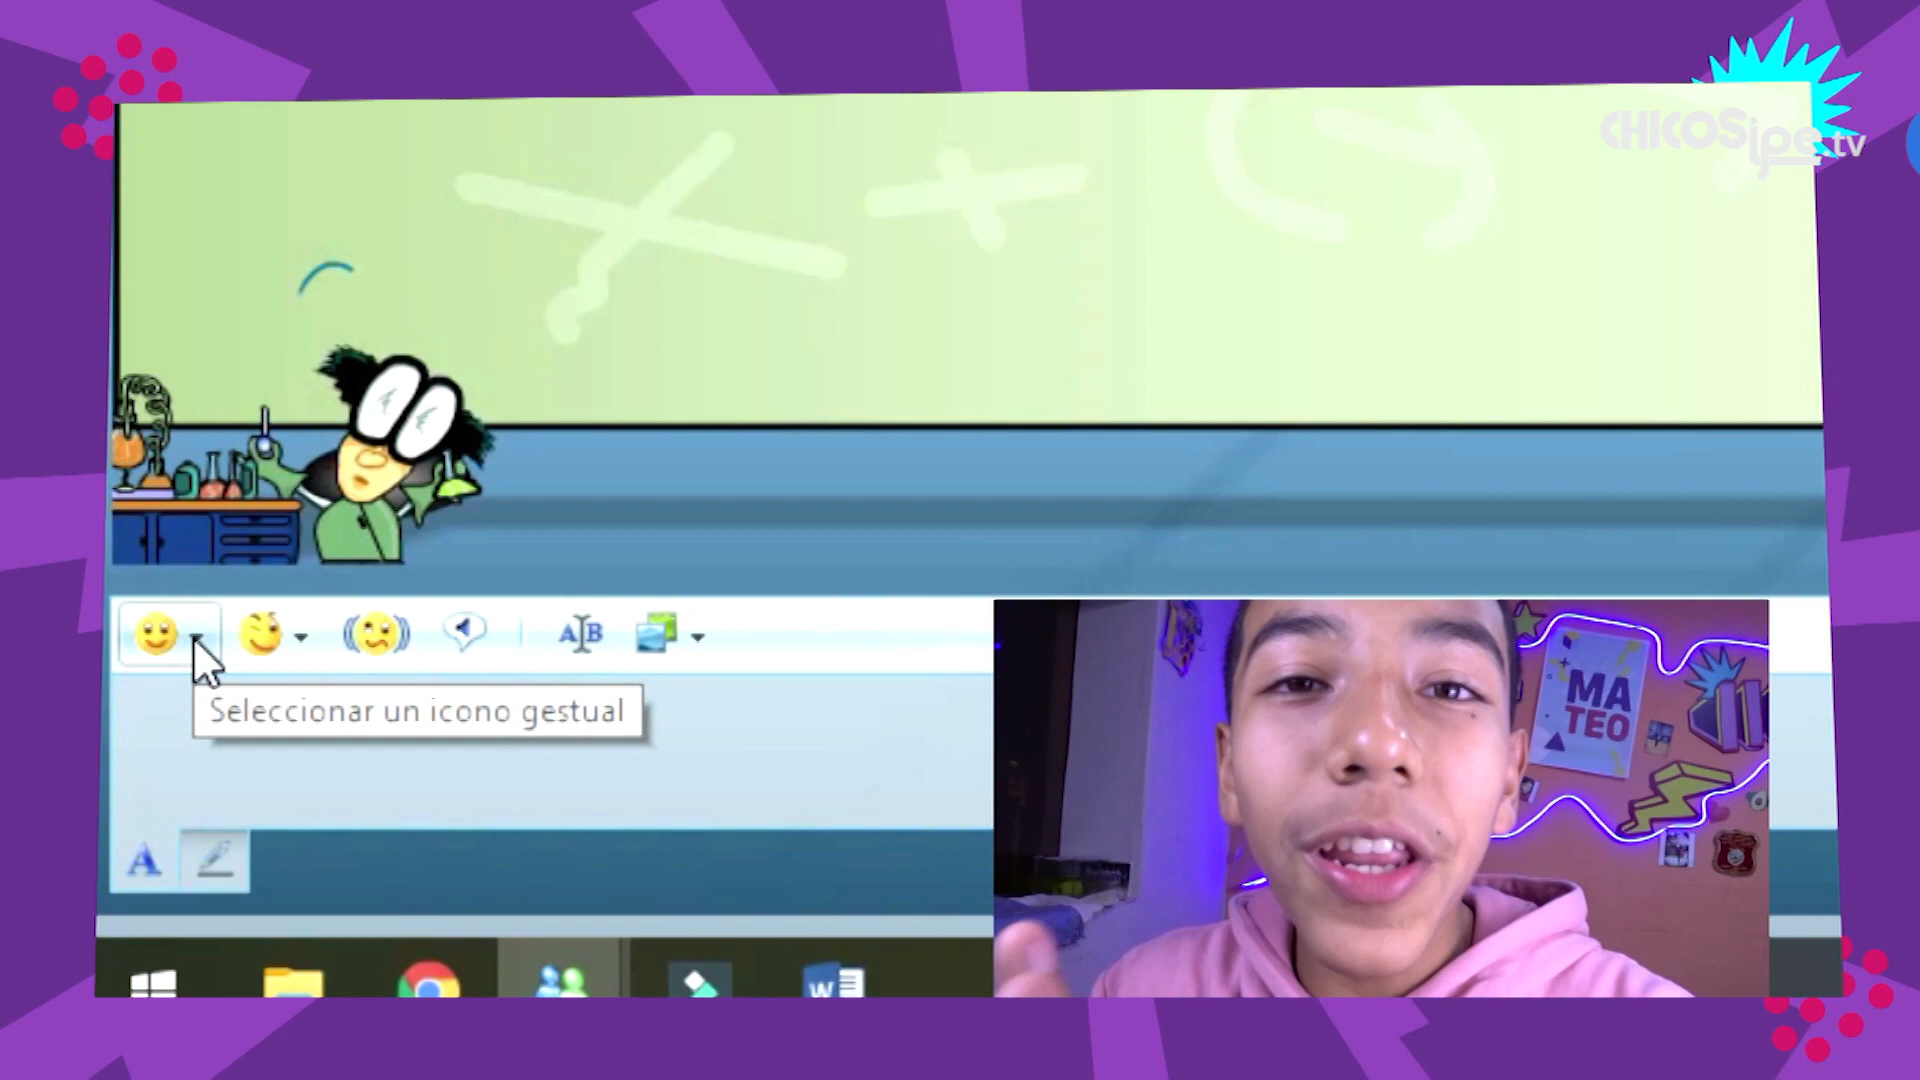 CHICOSipe.tv
A B
Seleccionar un icono gestual
MA
TEO
A
W